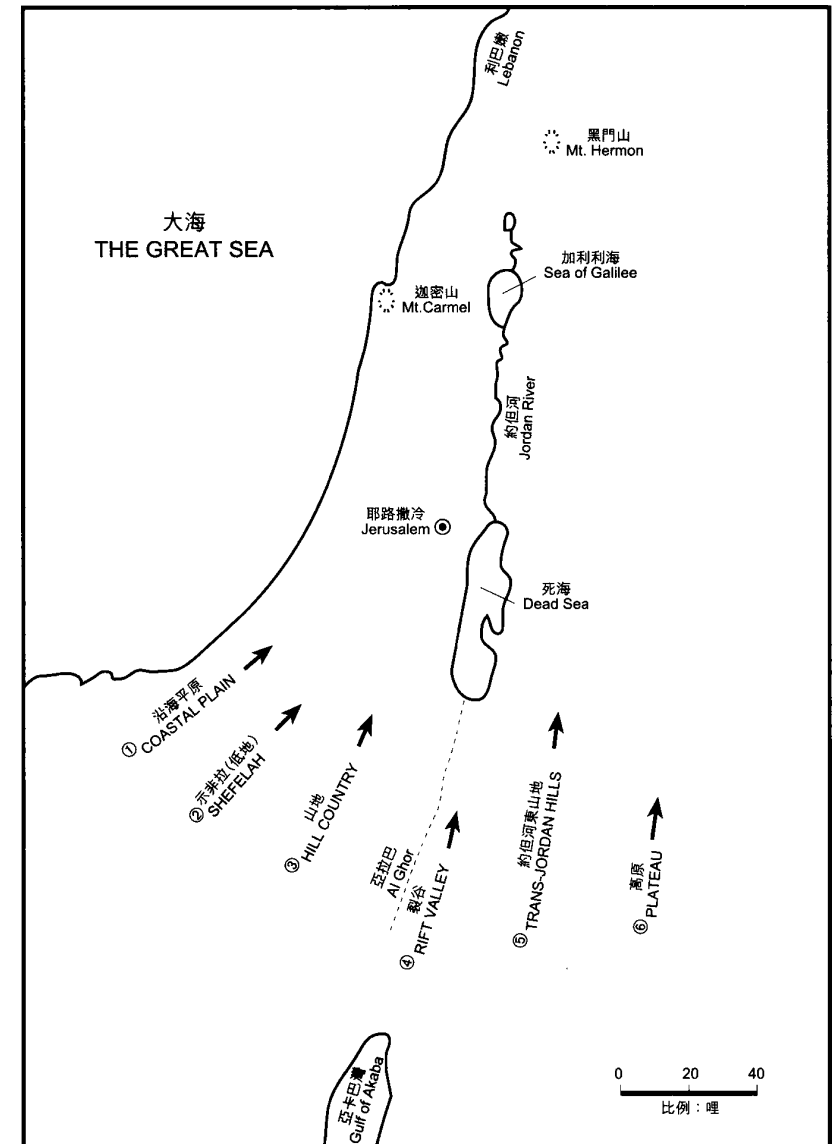 利巴嫩
Lebanon
黑門山
Mt. Hermon
大海
THE GREAT SEA
加利利海
Sea of Galilee
迦密山
Mt.Carmel
約但河
Jordan River
耶路撒冷
Jerusalem
死海
Dead Sea
沿海平原
① COASTAL PLAIN
② 示非拉(低地)
SHEFELAH
山地
③ HILL COUNTRY
亞拉巴
Al Ghor
裂谷
④ RIFT VALLEY
約但河東山地
⑤ TRANS-JORDAN HILLS
高原
⑥ PLATEAU
亞卡巴灣
Gulf of Akaba
0 20 40
比例：哩